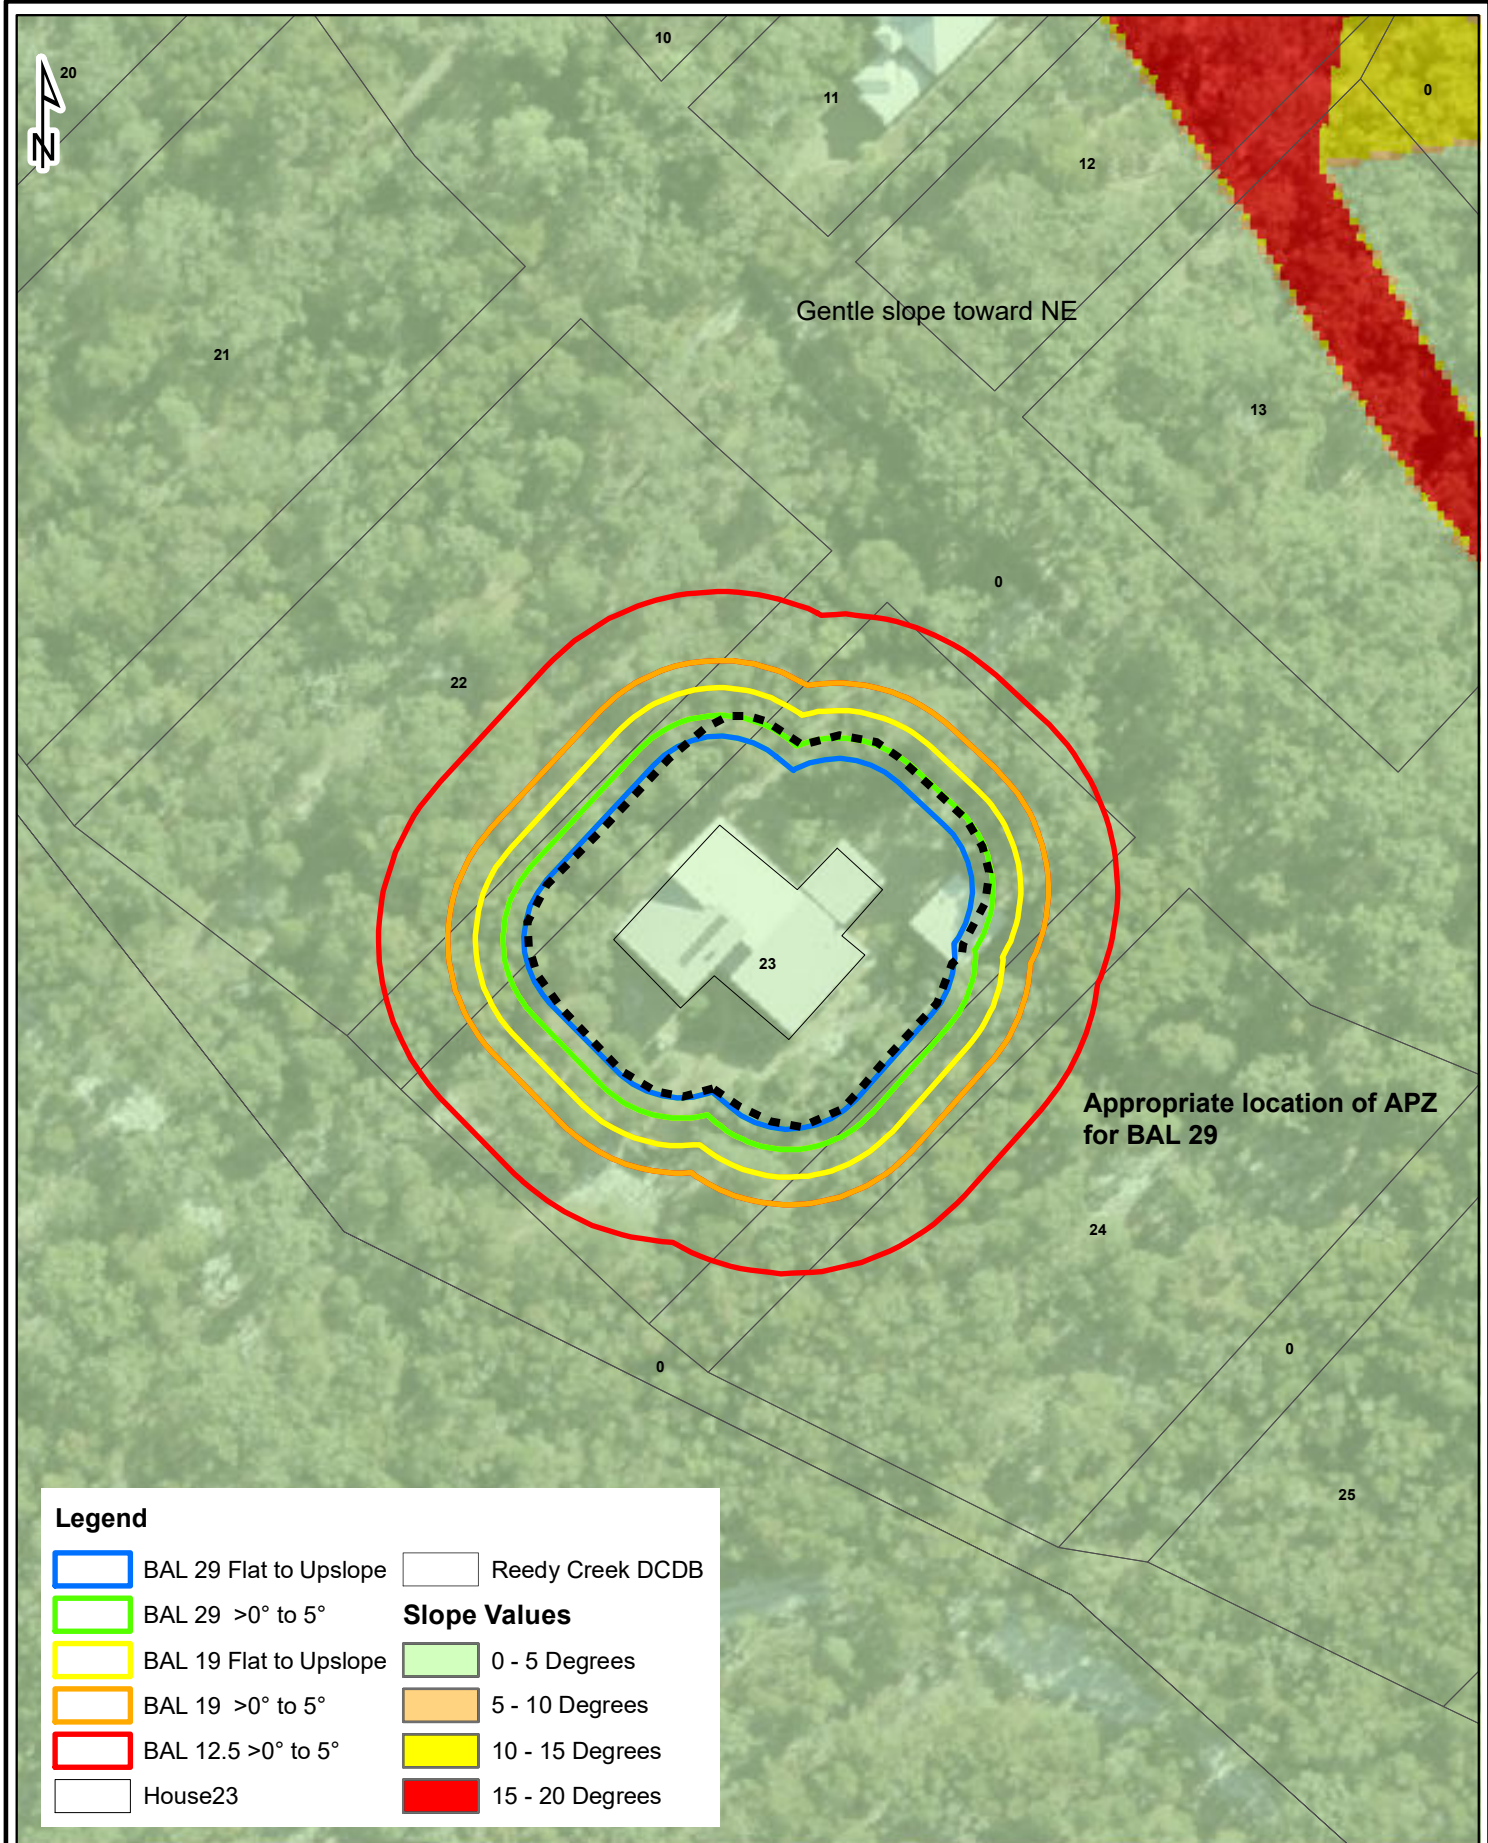 10
20
N
11
0
12
Gentle slope toward NE
21
13
0
22
23
Appropriate location of APZ
for BAL 29
24
0
0
25
Legend
BAL 29 Flat to Upslope
BAL 29 >0° to 5°
BAL 19 Flat to Upslope
BAL 19 >0° to 5°
BAL 12.5 >0° to 5°
House23
Reedy Creek DCDB
Slope Values
0 - 5 Degrees
5 - 10 Degrees
10 - 15 Degrees
15 - 20 Degrees